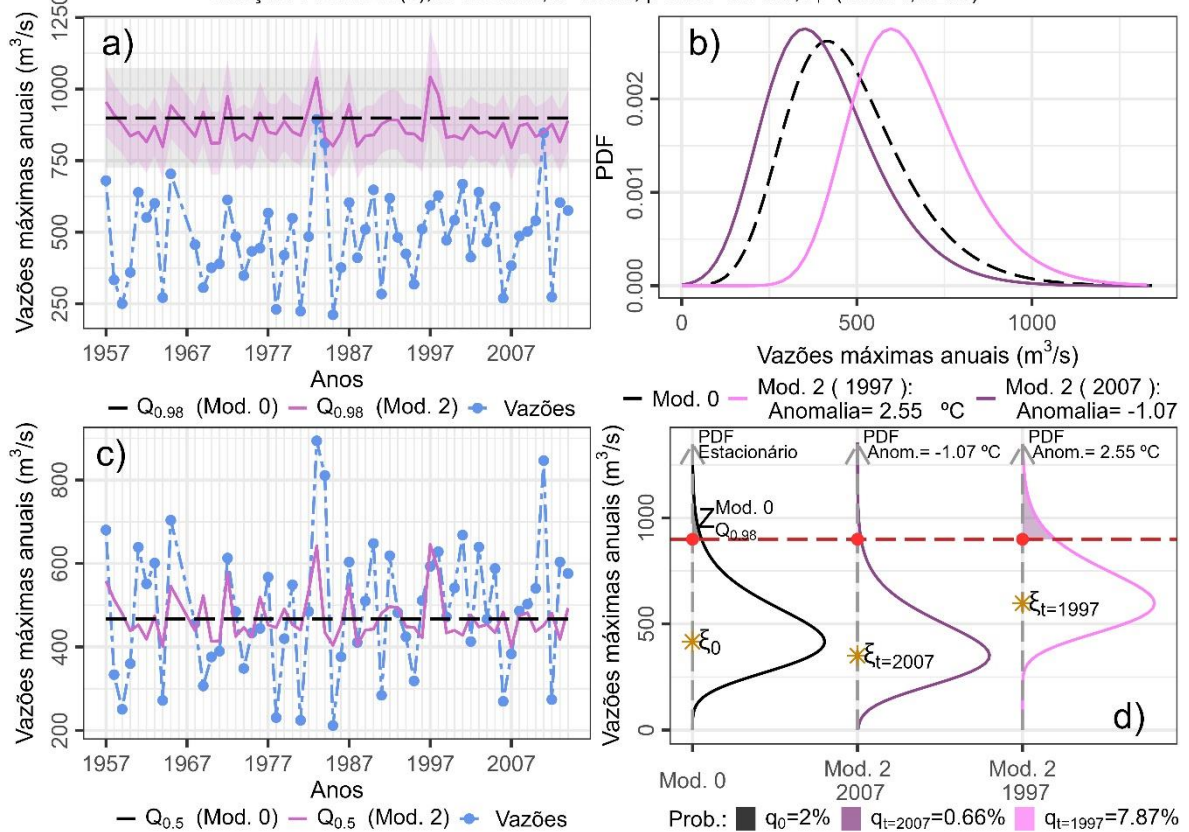 a)
Vazões máximas anuais (m³/s)
1250
1000
750
500
250
1957 1967 1977 1987 1997 2007
Anos
Q0.98 (Mod. 0) Q0.98 (Mod. 2) Vazões
b)
PDF
0.002
0.001
0.000
0 500 1000
Vazões máximas anuais (m³/s)
Mod. 0 Mod. 2 ( 1997 ): Mod. 2 ( 2007 ):
Anomalia= 2.55 ºC Anomalia= -1.07
c)
Vazões máximas anuais (m³/s)
800
600
400
200
1957 1967 1977 1987 1997 2007
Anos
Q0.5 (Mod. 0) Q0.5 (Mod. 2) Vazões
d)
Vazões máximas anuais (m³/s)
1000
500
0
PDF
Estacionário
PDF
Anom.= -1.07 ºC
PDF
Anom.= 2.55 ºC
Mod. 0
Q0.98
ξ0
ξt=2007
ξt=1997
Mod. 0
Mod. 2
2007
Mod. 2
1997
Prob.: q0=2% qt=2007=0.66% qt=1997=7.87%